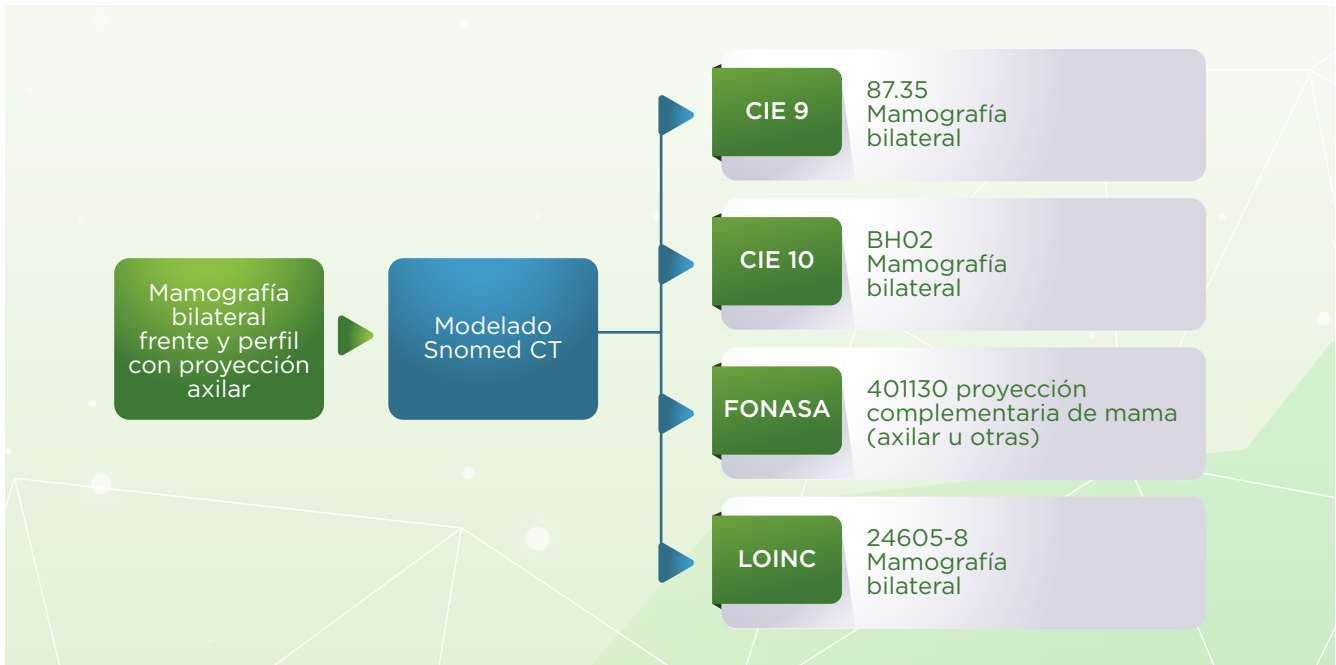 Mamografía
bilateral
frente y perfil
con proyección
axilar
Modelado
Snomed CT
CIE 9
87.35
Mamografía
bilateral
CIE 10
BH02
Mamografía
bilateral
FONASA
401130 proyección
complementaria de mama
(axilar u otras)
LOINC
24605-8
Mamografía
bilateral